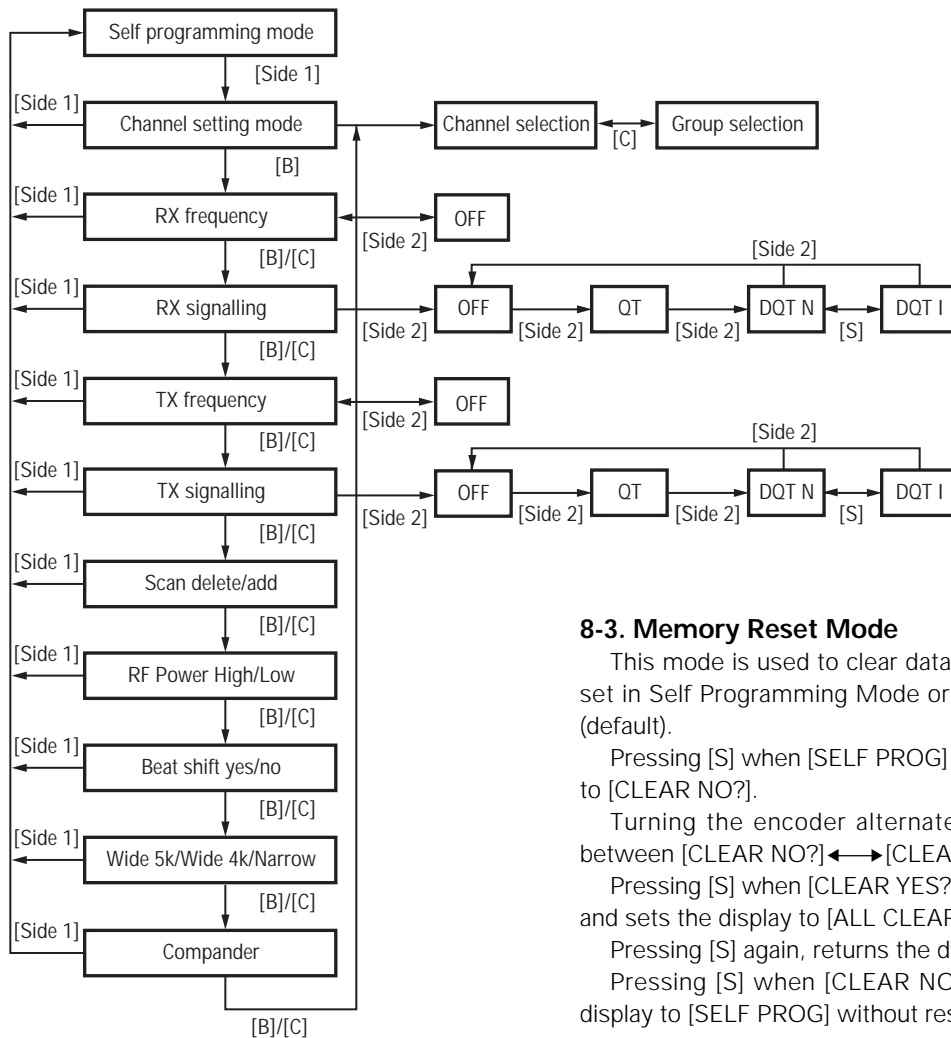 Self programming mode
[Side 1]
[Side 1]
Channel setting mode
Channel selection
[C]
Group selection
[B]
[Side 1]
RX frequency
[Side 2]
OFF
[B]/[C]
[Side 2]
[Side 1]
RX signalling
[Side 2]
OFF
[Side 2]
QT
[Side 2]
DQT N
[S]
DQT I
[B]/[C]
[Side 1]
TX frequency
[Side 2]
OFF
[B]/[C]
[Side 2]
[Side 1]
TX signalling
[Side 2]
OFF
[Side 2]
QT
[Side 2]
DQT N
[S]
DQT I
[B]/[C]
[Side 1]
Scan delete/add
[B]/[C]
[Side 1]
RF Power High/Low
[B]/[C]
[Side 1]
Beat shift yes/no
[B]/[C]
[Side 1]
Wide 5k/Wide 4k/Narrow
[B]/[C]
[Side 1]
Compander
[B]/[C]
8-3. Memory Reset Mode
This mode is used to clear data
set in Self Programming Mode or
(default).
Pressing [S] when [SELF PROG]
to [CLEAR NO?].
Turning the encoder alternate
between [CLEAR NO?]←→[CLEA
Pressing [S] when [CLEAR YES?
and sets the display to [ALL CLEAR
Pressing [S] again, returns the d
Pressing [S] when [CLEAR NO
display to [SELF PROG] without res